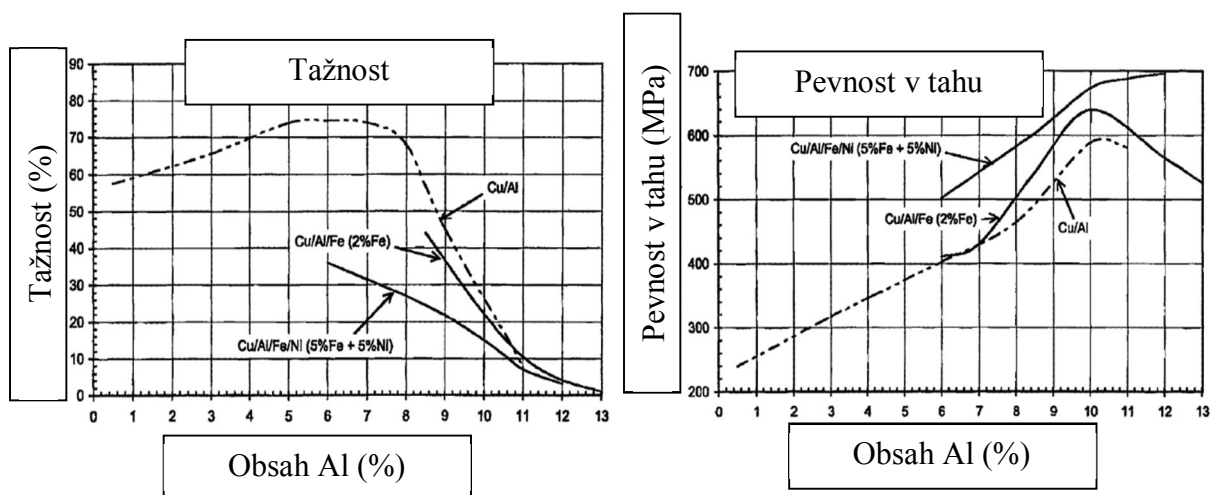 Tažnost
Tažnost (%)
90
80
70
60
50
40
30
20
10
0
Cu/Al
Cu/Al/Fe (2%Fe)
Cu/Al/Fe/Ni (5%Fe + 5%Ni)
0 1 2 3 4 5 6 7 8 9 10 11 12 13
Obsah Al (%)
Pevnost v tahu
Pevnost v tahu (MPa)
700
600
500
400
300
200
Cu/Al/Fe/Ni (5%Fe + 5%Ni)
Cu/Al/Fe (2%Fe)
Cu/Al
0 1 2 3 4 5 6 7 8 9 10 11 12 13
Obsah Al (%)